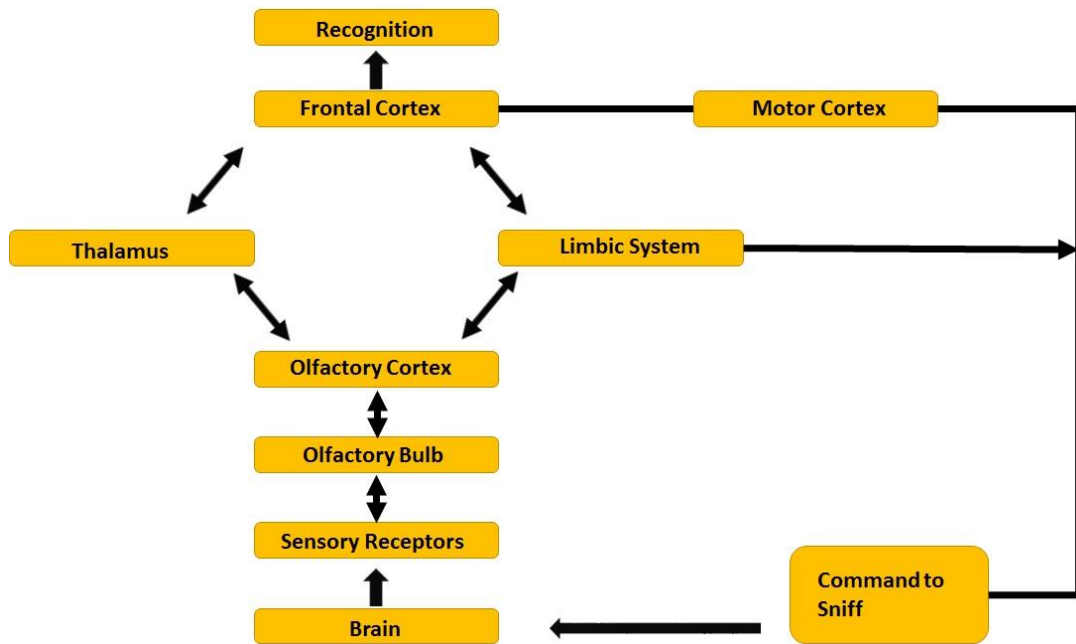 Recognition
Frontal Cortex
Motor Cortex
Thalamus
Limbic System
Olfactory Cortex
Olfactory Bulb
Sensory Receptors
Command to
Sniff
Brain